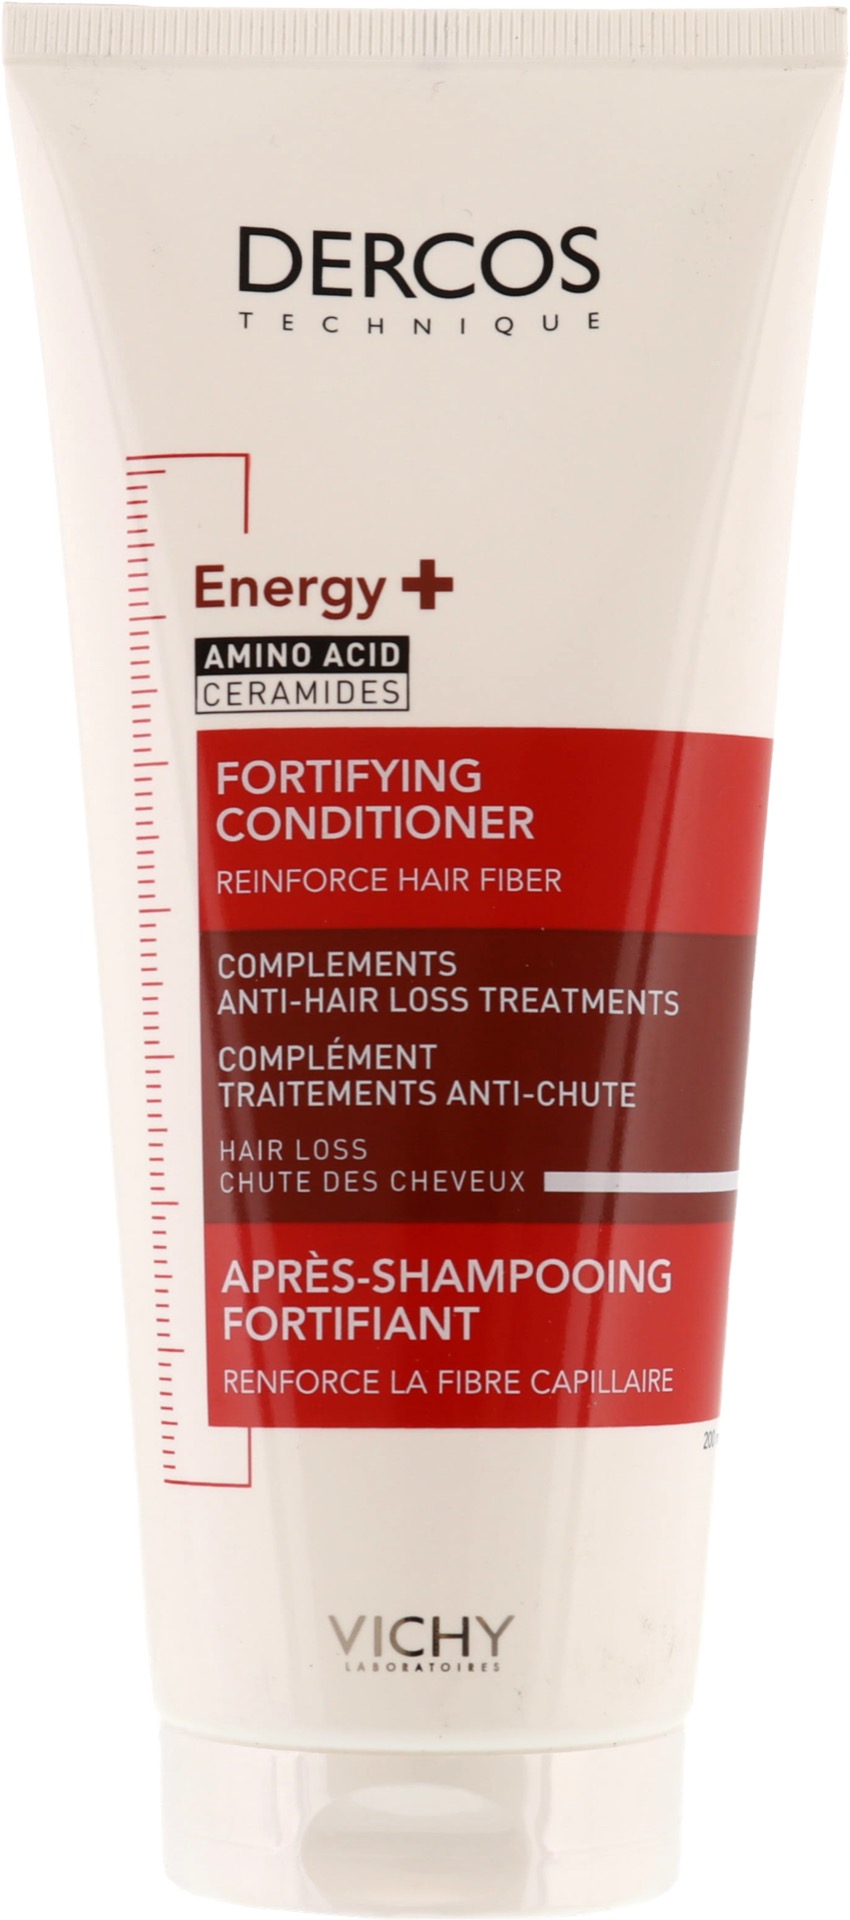 DERCOS
TECHNIQUE
Energy +
AMINO ACID
CERAMIDES
FORTIFYING
CONDITIONER
REINFORCE HAIR FIBER
COMPLEMENTS
ANTI-HAIR LOSS TREATMENTS
COMPLÉMENT
TRAITEMENTS ANTI-CHUTE
HAIR LOSS
CHUTE DES CHEVEUX
APRÈS-SHAMPOOING
FORTIFIANT
RENFORCE LA FIBRE CAPILLAIRE
200
VICHY
LABORATOIRES